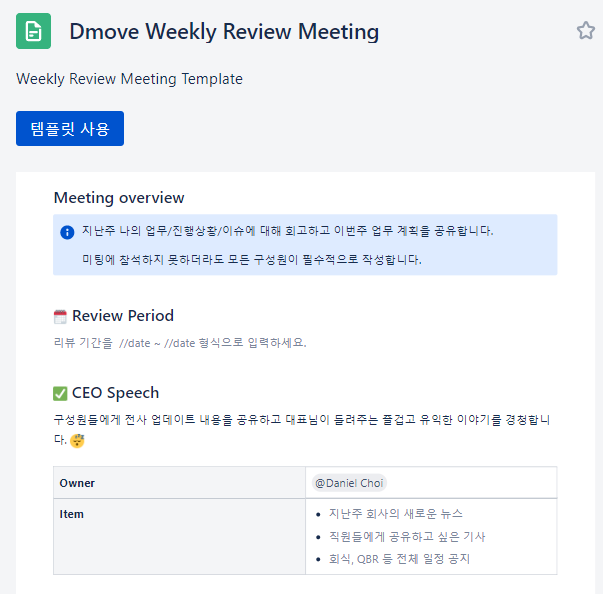 Dmove Weekly Review Meeting
Weekly Review Meeting Template
템플릿 사용
Meeting overview
지난주 나의 업무/진행상황/이슈에 대해 회고하고 이번주 업무 계획을 공유합니다.
미팅에 참석하지 못하더라도 모든 구성원이 필수적으로 작성합니다.
Review Period
리뷰 기간을 //date ~ //date 형식으로 입력하세요.
CEO Speech
구성원들에게 전사 업데이트 내용을 공유하고 대표님이 들려주는 즐겁고 유익한 이야기를 경청합니
다. 😴
Owner
@Daniel Choi
Item
• 지난주 회사의 새로운 뉴스
• 직원들에게 공유하고 싶은 기사
• 회식, QBR 등 전체 일정 공지